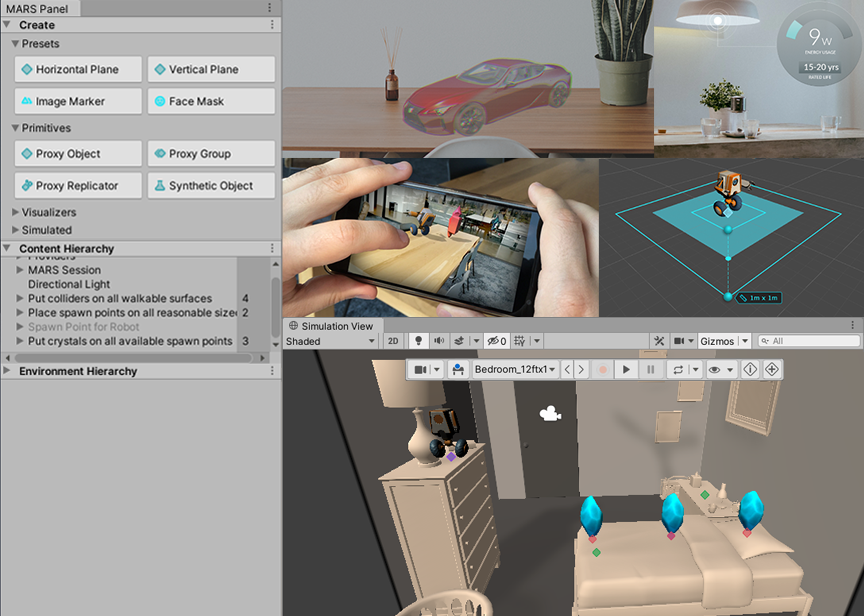 MARS Panel
Create
Presets
Horizontal Plane
Vertical Plane
Image Marker
Face Mask
Primitives
Proxy Object
Proxy Group
Proxy Replicator
Synthetic Object
Visualizers
Simulated
Content Hierarchy
Providers
MARS Session
Directional Light
Put colliders on all walkable surfaces 4
Place spawn points on all reasonable size 2
Spawn Point for Robot
Put crystals on all available spawn points 3
Environment Hierarchy
9W
ENERGY USAGE
15-20 yrs
RATED LIFE
1m x 1m
Simulation View
Shaded 2D 0 Gizmos All
Bedroom_12ftx1